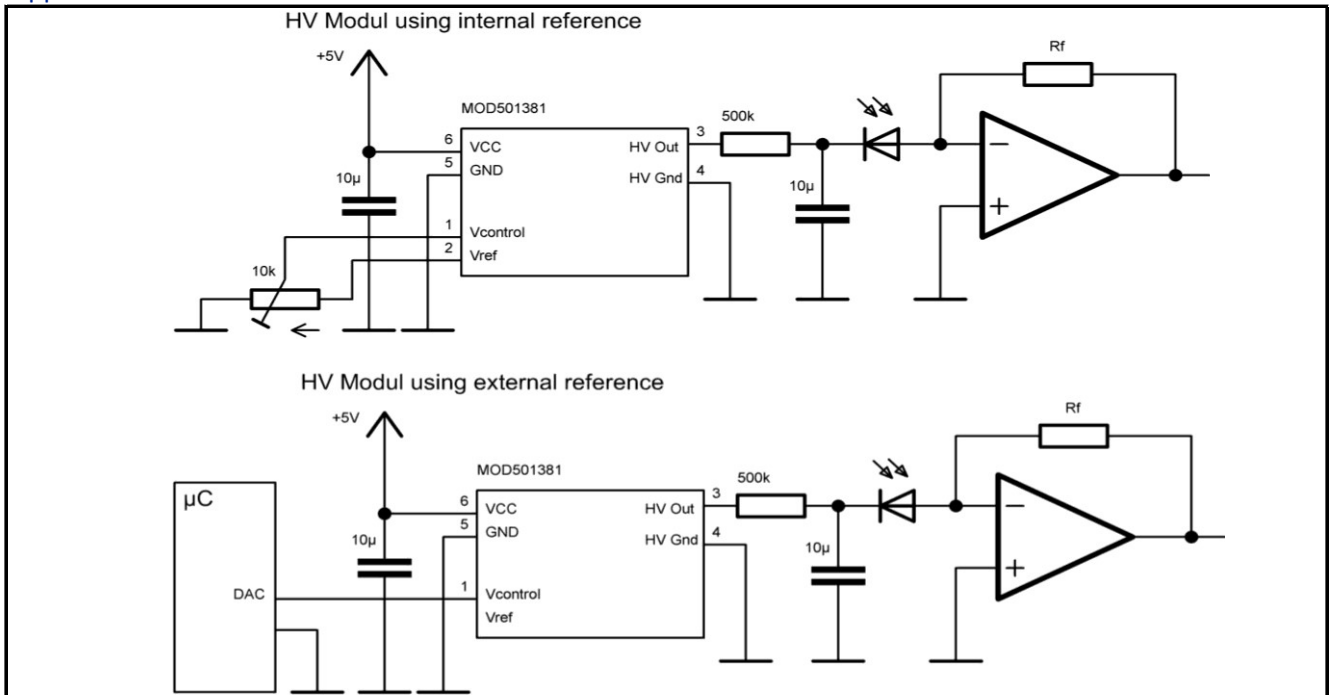 HV Modul using internal reference
+5V
Rf
MOD501381
500k
6
VCC
HV Out
3
5
GND
HV Gnd
4
10µ
10µ
1
Vcontrol
2
Vref
10k
−
+
HV Modul using external reference
+5V
Rf
MOD501381
500k
µC
6
VCC
HV Out
3
5
GND
HV Gnd
4
10µ
10µ
DAC
1
Vcontrol
Vref
−
+